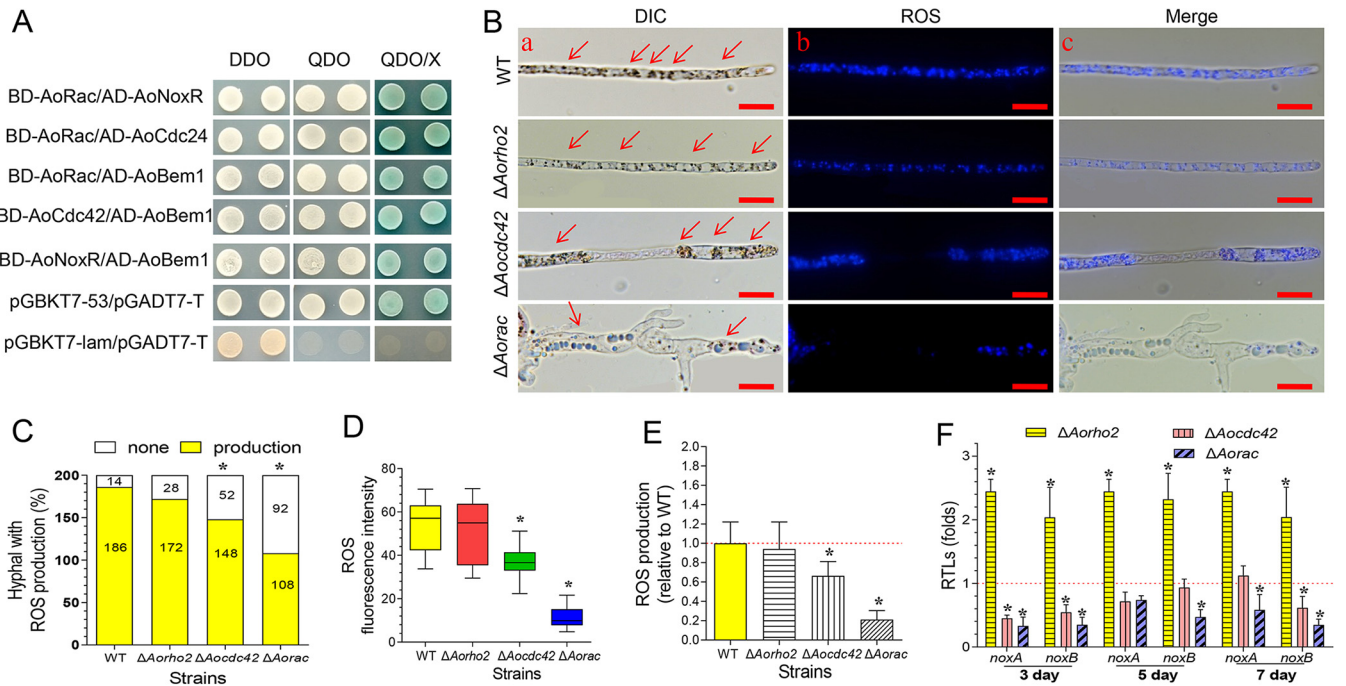 A
DDO QDO QDO/X
BD-AoRac/AD-AoNoxR
BD-AoRac/AD-AoCdc24
BD-AoRac/AD-AoBem1
BD-AoCdc42/AD-AoBem1
BD-AoNoxR/AD-AoBem1
pGBKT7-53/pGADT7-T
pGBKT7-lam/pGADT7-T
B
DIC ROS Merge
a b c
WT
ΔAorho2
ΔAocdc42
ΔAorac
C
none production
Hyphal with
ROS production (%)
200
150
100
50
0
14 28 52 92
186 172 148 108
* *
WT ΔAorho2 ΔAocdc42 ΔAorac
Strains
D
ROS
fluorescence intensity
80
60
40
20
0
* *
WT ΔAorho2 ΔAocdc42 ΔAorac
Strains
E
ROS production
(relative to WT)
2.0
1.8
1.6
1.4
1.2
1.0
0.8
0.6
0.4
0.2
0.0
* *
WT ΔAorho2 ΔAocdc42 ΔAorac
Strains
F
ΔAorho2 ΔAocdc42
ΔAorac
RTLs (folds)
3
2
1
0
* * * * * * * * * * * * * * *
noxA noxB noxA noxB noxA noxB
3 day 5 day 7 day